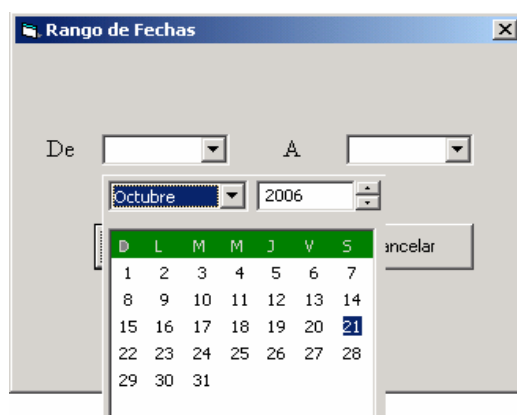 Rango de Fechas
De A
Octubre 2006
D L M M J V S
ancelar
1 2 3 4 5 6 7
8 9 10 11 12 13 14
15 16 17 18 19 20 21
22 23 24 25 26 27 28
29 30 31